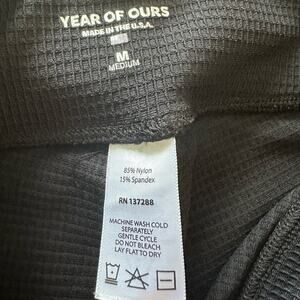 YEAR OF OURS
MADE IN THE U.S.A.
M
MEDIUM
85% Nylon
15% Spandex
RN 137288
MACHINE WASH COLD
SEPARATELY
GENTLE CYCLE
DO NOT BLEACH
LAY FLAT TO DRY